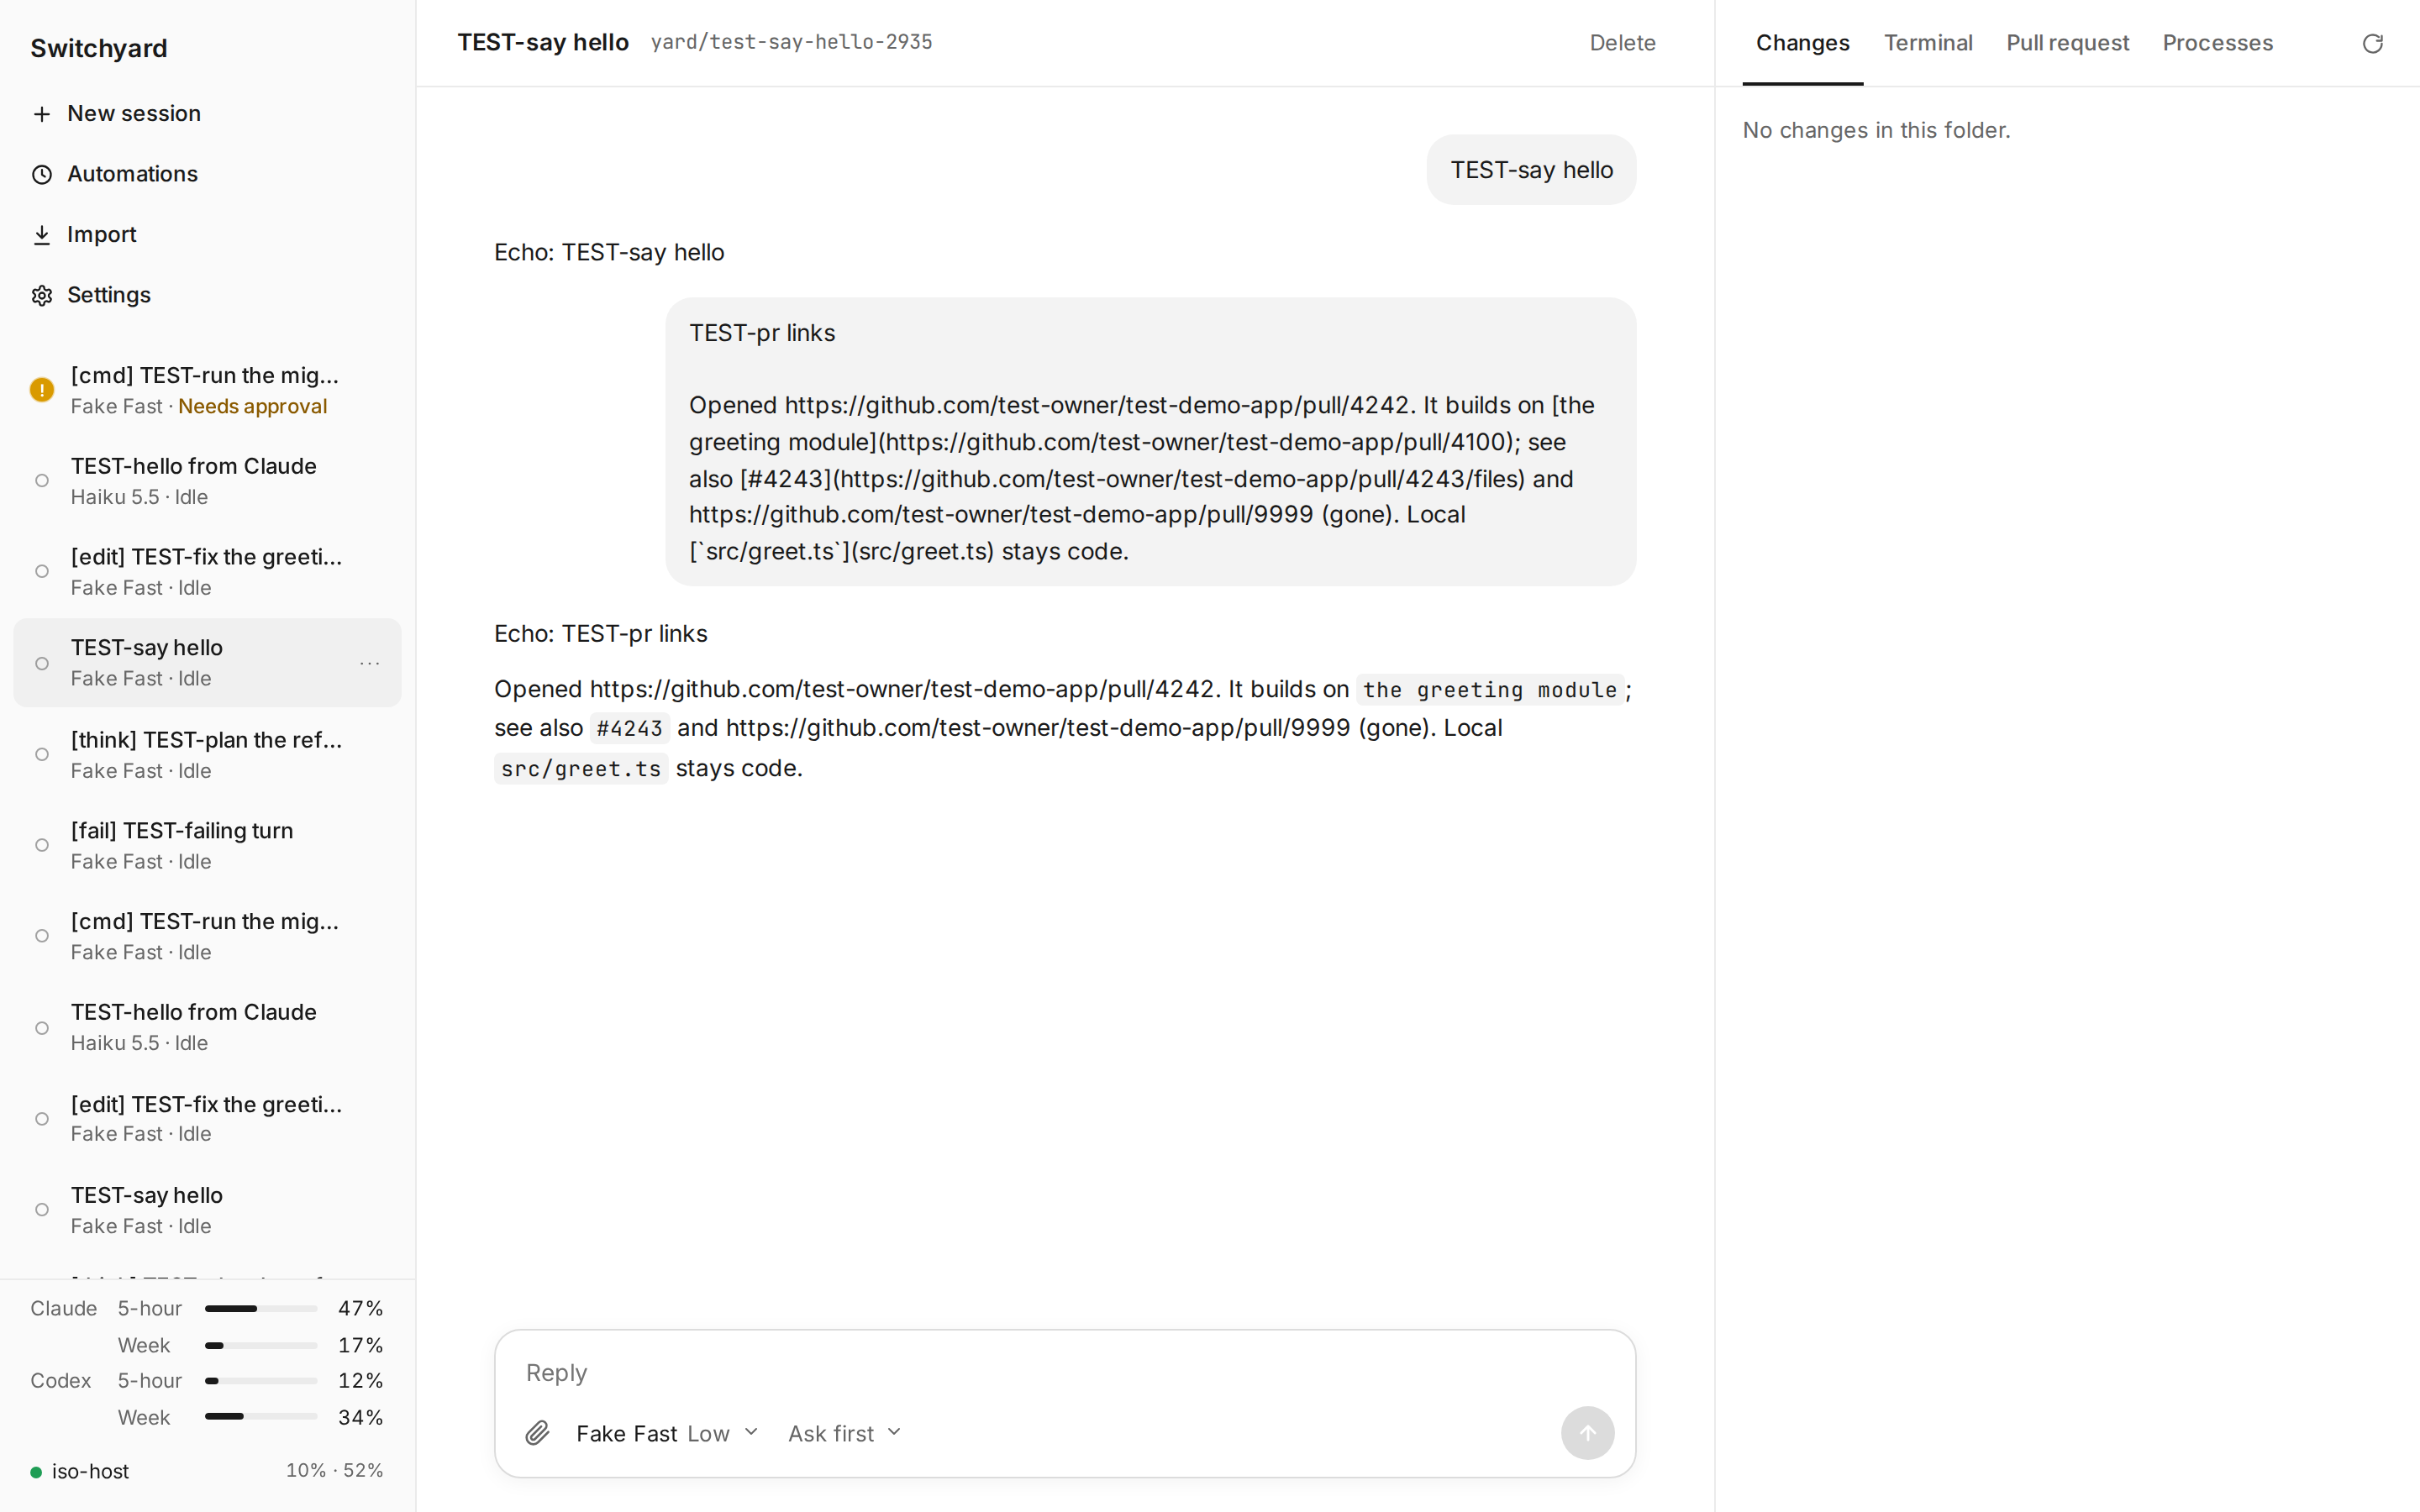 Switchyard
New session
Automations
Import
Settings
[cmd] TEST-run the mig...
Fake Fast · Needs approval
TEST-hello from Claude
Haiku 5.5 · Idle
[edit] TEST-fix the greeti...
Fake Fast · Idle
TEST-say hello
Fake Fast · Idle
...
[think] TEST-plan the ref...
Fake Fast · Idle
[fail] TEST-failing turn
Fake Fast · Idle
[cmd] TEST-run the mig...
Fake Fast · Idle
TEST-hello from Claude
Haiku 5.5 · Idle
[edit] TEST-fix the greeti...
Fake Fast · Idle
TEST-say hello
Fake Fast · Idle
Claude 5-hour 47%
Week 17%
Codex 5-hour 12%
Week 34%
iso-host 10% · 52%
TEST-say hello yard/test-say-hello-2935 Delete
TEST-say hello
Echo: TEST-say hello
TEST-pr links
Opened https://github.com/test-owner/test-demo-app/pull/4242. It builds on [the
greeting module](https://github.com/test-owner/test-demo-app/pull/4100); see
also [#4243](https://github.com/test-owner/test-demo-app/pull/4243/files) and
https://github.com/test-owner/test-demo-app/pull/9999 (gone). Local
[`src/greet.ts`](src/greet.ts) stays code.
Echo: TEST-pr links
Opened https://github.com/test-owner/test-demo-app/pull/4242. It builds on the greeting module;
see also #4243 and https://github.com/test-owner/test-demo-app/pull/9999 (gone). Local
src/greet.ts stays code.
Reply
Fake Fast Low Ask first
Changes Terminal Pull request Processes
No changes in this folder.